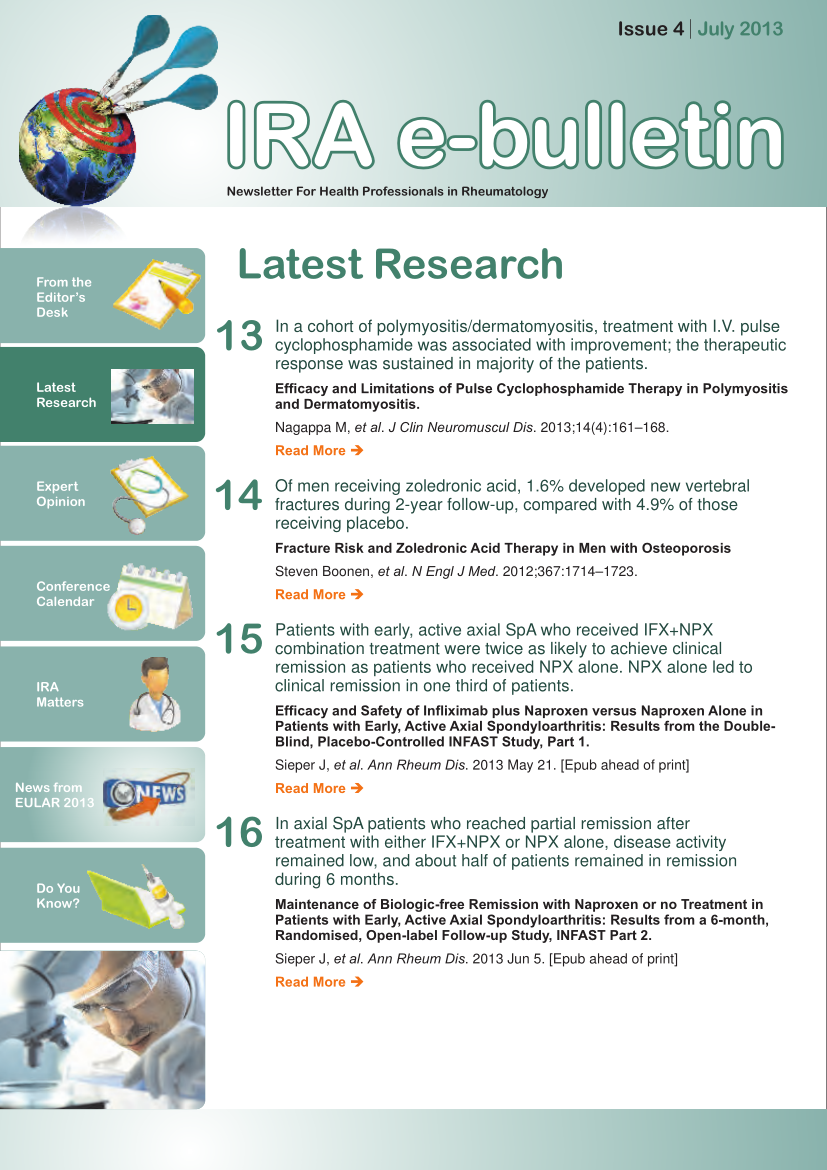 Issue 4 | July 2013
IRA e-bulletin
Newsletter For Health Professionals in Rheumatology
From the
Editor's
Desk
Latest
Research
Expert
Opinion
Conference
Calendar
IRA
Matters
News from
EULAR 2013
NEWS
Do You
Know?
Latest Research
13
In a cohort of polymyositis/dermatomyositis, treatment with I.V. pulse
cyclophosphamide was associated with improvement; the therapeutic
response was sustained in majority of the patients.
Efficacy and Limitations of Pulse Cyclophosphamide Therapy in Polymyositis
and Dermatomyositis.
Nagappa M, et al. J Clin Neuromuscul Dis. 2013;14(4):161–168.
Read More ➔
14
Of men receiving zoledronic acid, 1.6% developed new vertebral
fractures during 2-year follow-up, compared with 4.9% of those
receiving placebo.
Fracture Risk and Zoledronic Acid Therapy in Men with Osteoporosis
Steven Boonen, et al. N Engl J Med. 2012;367:1714–1723.
Read More ➔
15
Patients with early, active axial SpA who received IFX+NPX
combination treatment were twice as likely to achieve clinical
remission as patients who received NPX alone. NPX alone led to
clinical remission in one third of patients.
Efficacy and Safety of Infliximab plus Naproxen versus Naproxen Alone in
Patients with Early, Active Axial Spondyloarthritis: Results from the Double-
Blind, Placebo-Controlled INFAST Study, Part 1.
Sieper J, et al. Ann Rheum Dis. 2013 May 21. [Epub ahead of print]
Read More ➔
16
In axial SpA patients who reached partial remission after
treatment with either IFX+NPX or NPX alone, disease activity
remained low, and about half of patients remained in remission
during 6 months.
Maintenance of Biologic-free Remission with Naproxen or no Treatment in
Patients with Early, Active Axial Spondyloarthritis: Results from a 6-month,
Randomised, Open-label Follow-up Study, INFAST Part 2.
Sieper J, et al. Ann Rheum Dis. 2013 Jun 5. [Epub ahead of print]
Read More ➔